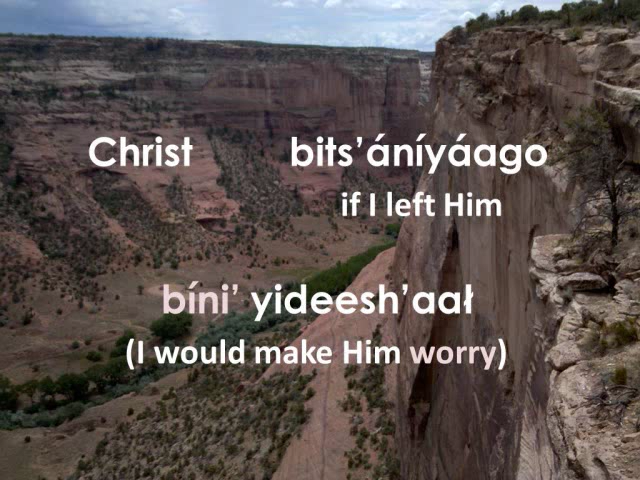 Christ bits’áníyáago
if I left Him
bíni’ yideesh’aał
(I would make Him worry)